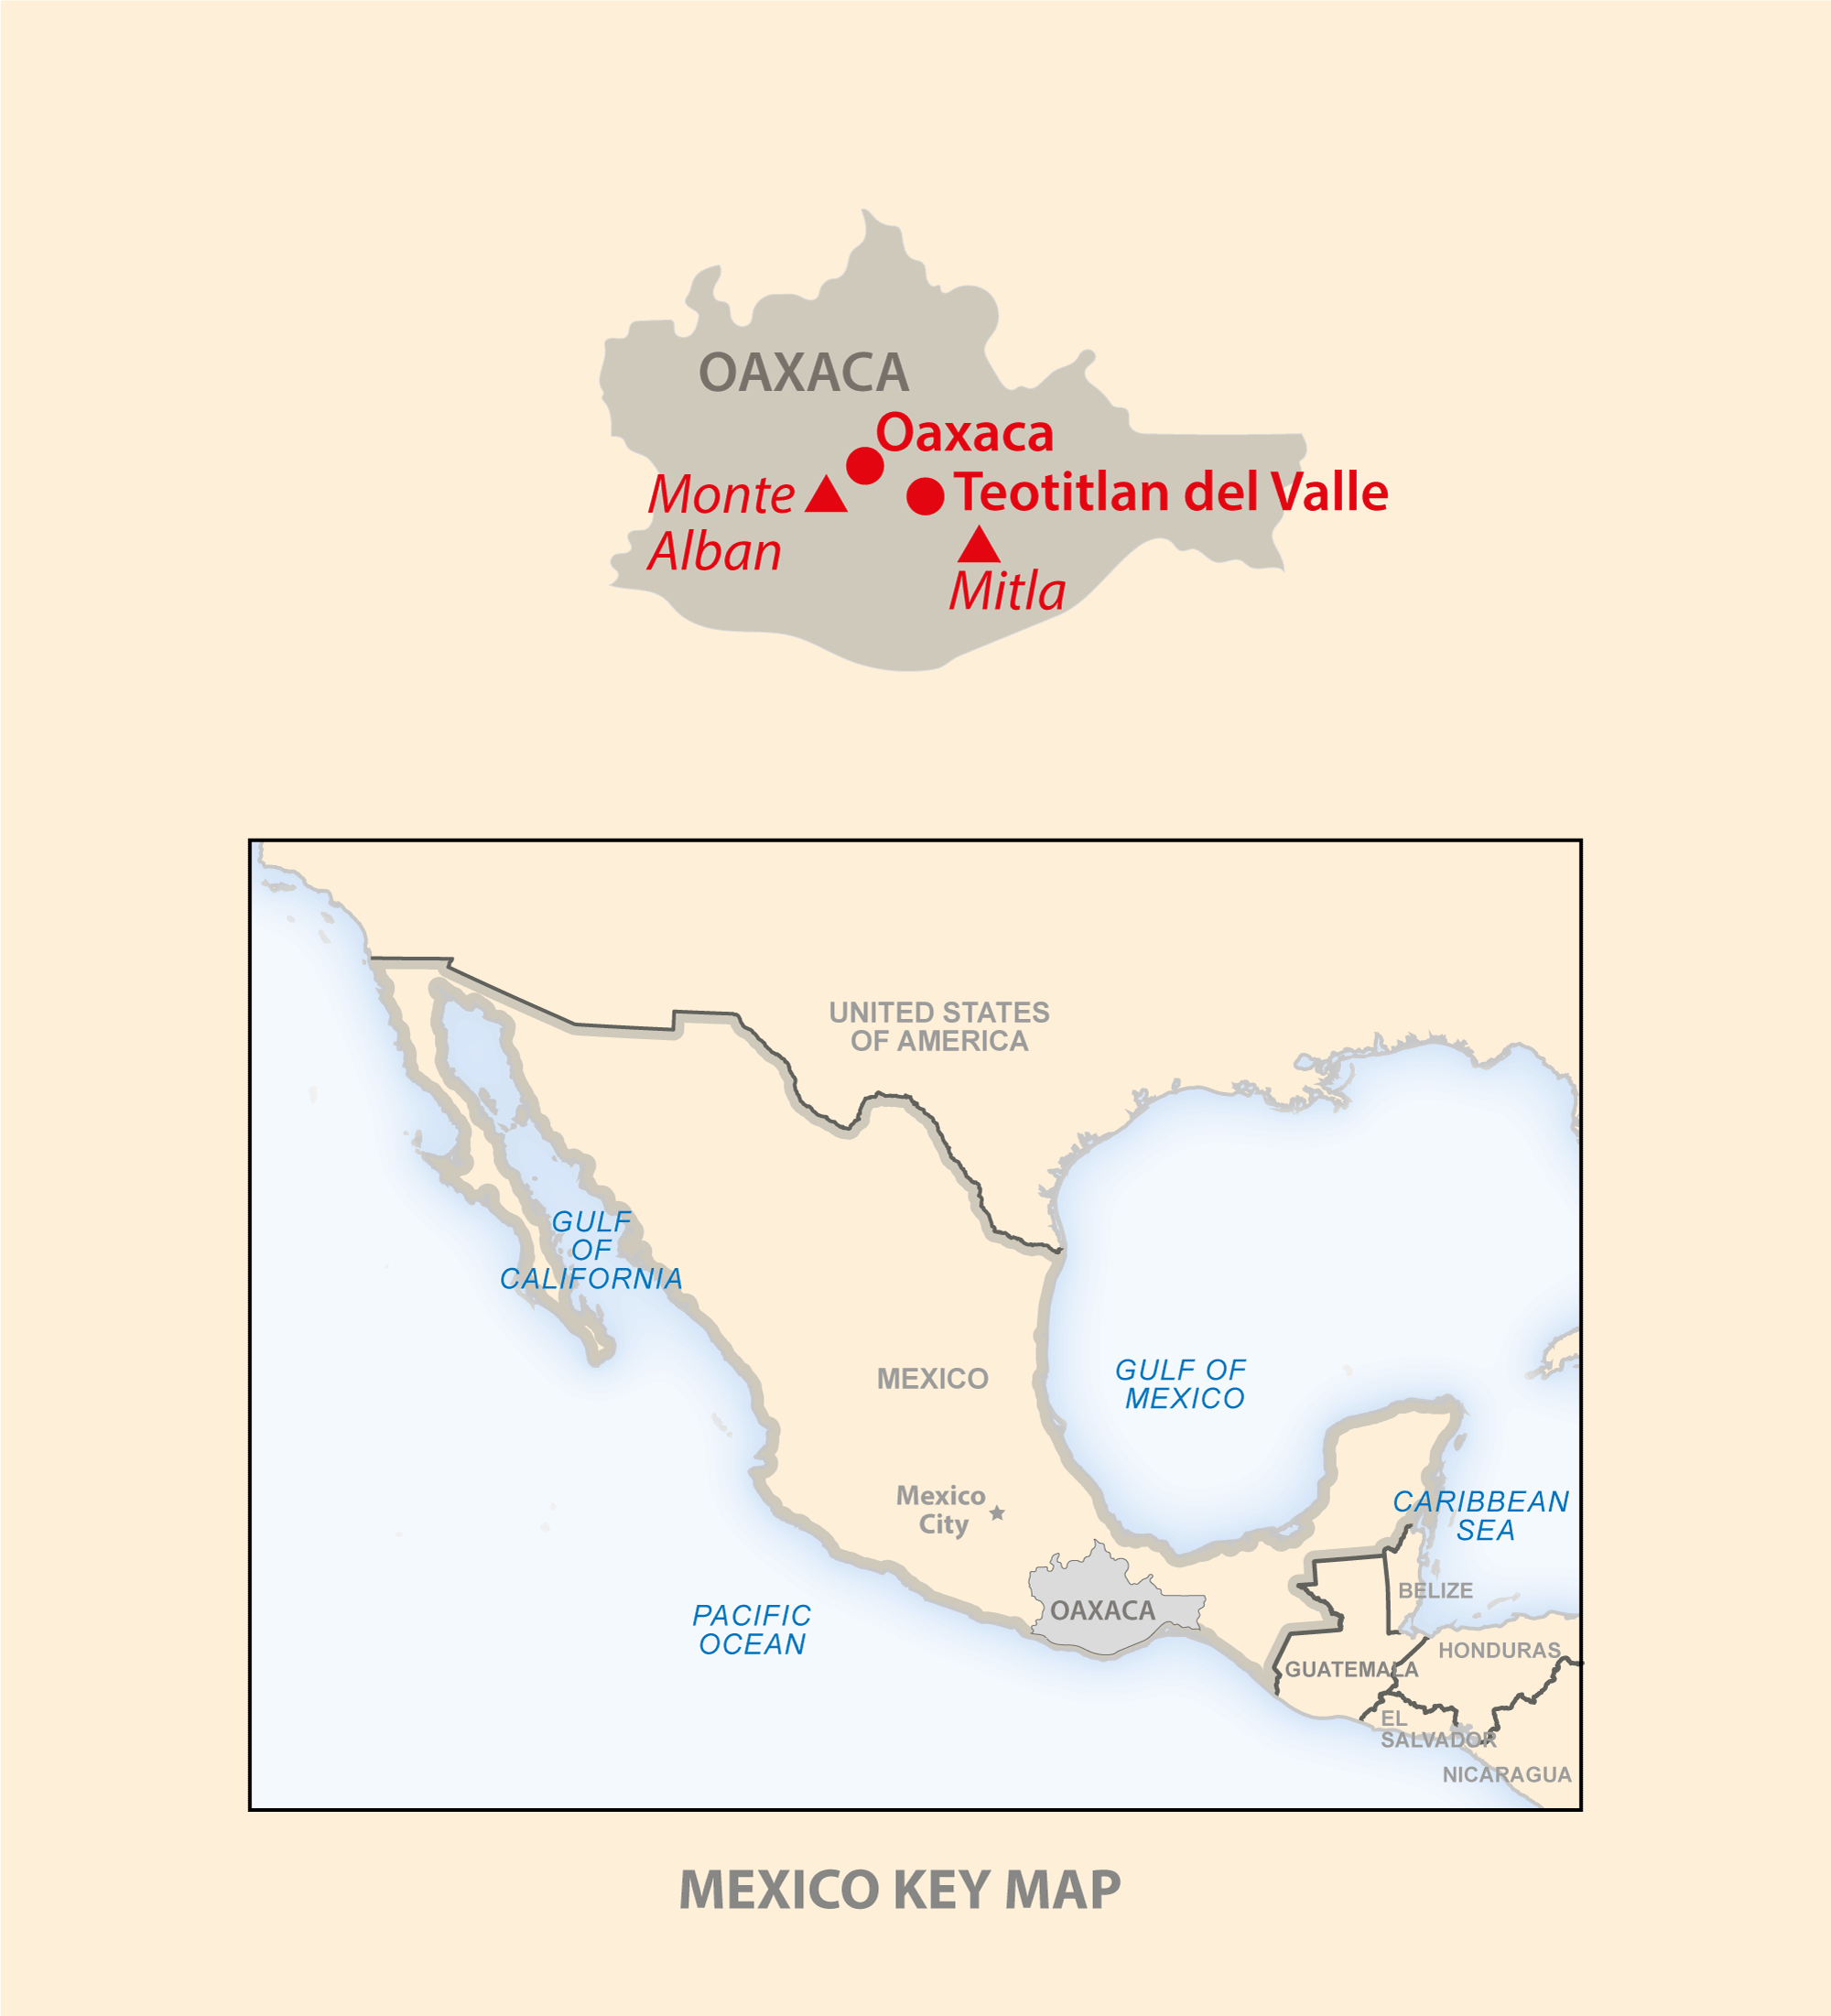 OAXACA
Oaxaca
Teotitlan del Valle
Monte
Alban
Mitla
UNITED STATES
OF AMERICA
GULF
OF
CALIFORNIA
MEXICO
GULF OF
MEXICO
Mexico
City
CARIBBEAN
SEA
BELIZE
OAXACA
PACIFIC
OCEAN
HONDURAS
GUATEMALA
EL
SALVADOR
NICARAGUA
MEXICO KEY MAP